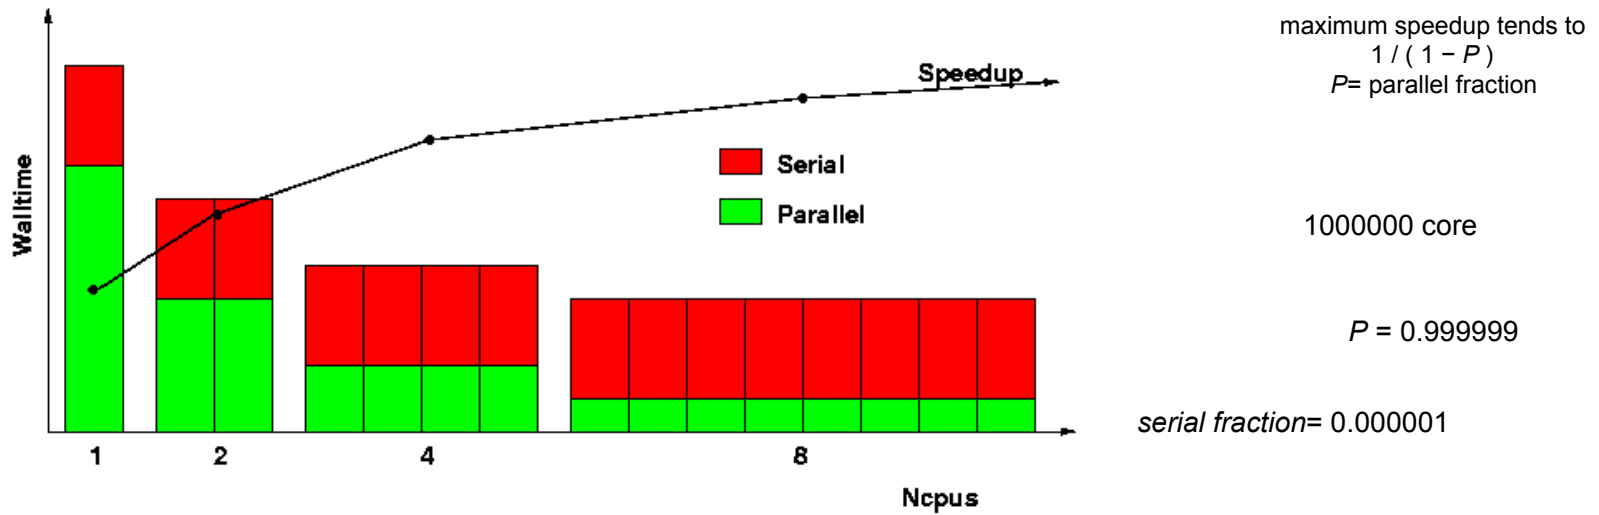 Walltime
Speedup
Serial
Parallel
1
2
4
8
Ncpus
maximum speedup tends to
1 / ( 1 − P )
P= parallel fraction
1000000 core
P = 0.999999
serial fraction= 0.000001